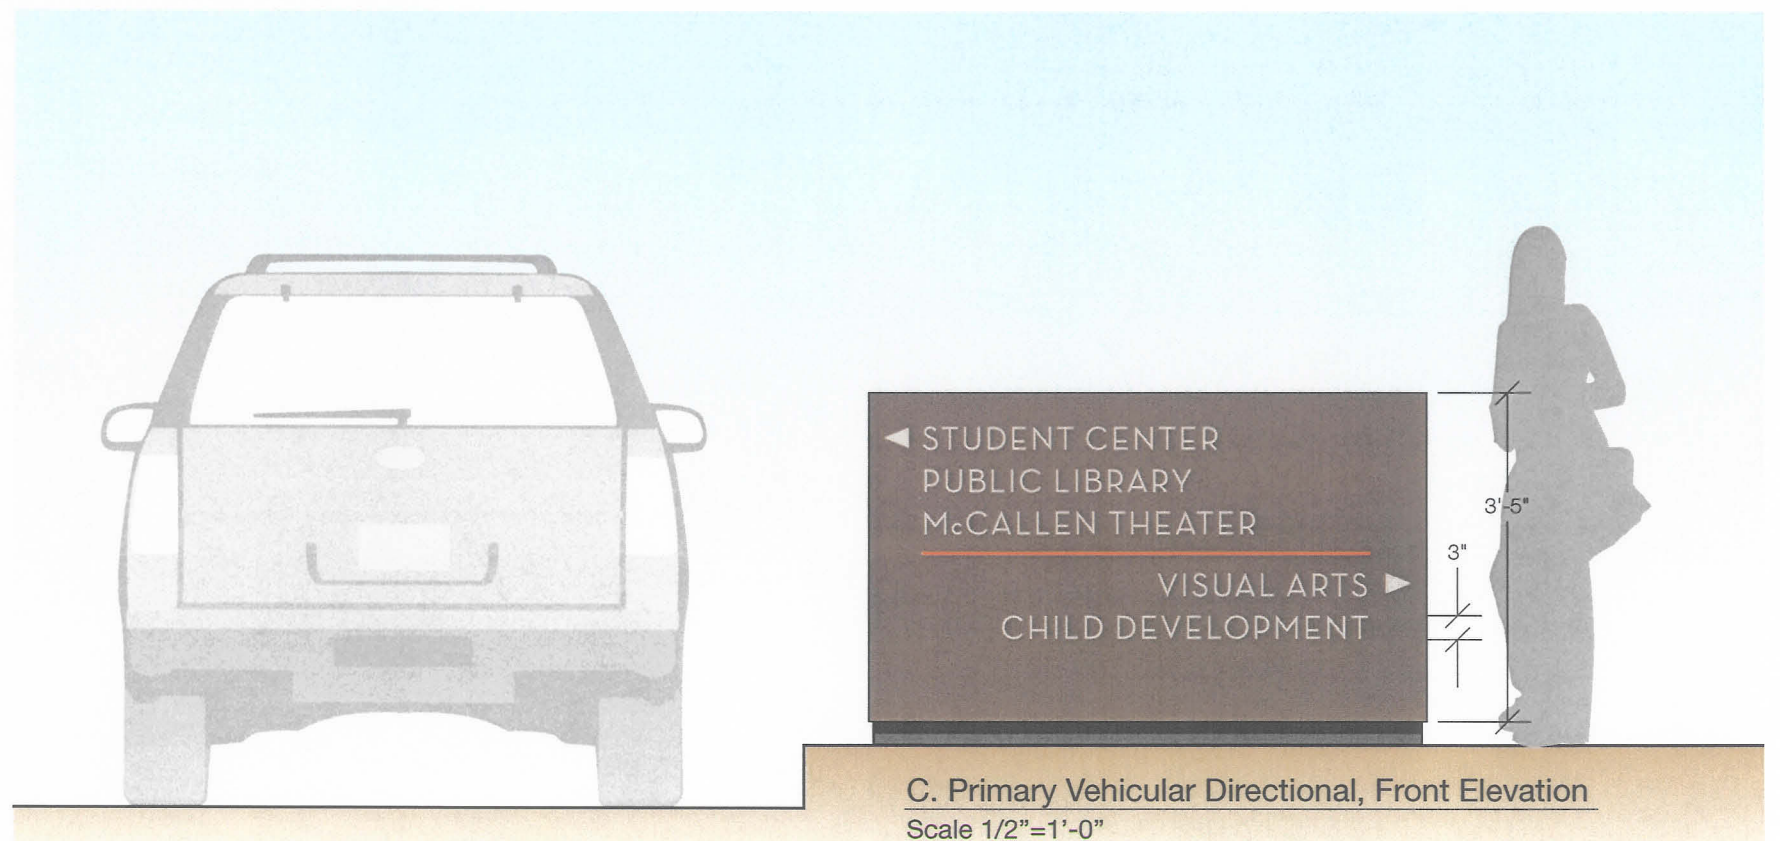 ◀ STUDENT CENTER
PUBLIC LIBRARY
McCALLEN THEATER
VISUAL ARTS ▶
CHILD DEVELOPMENT
3'-5"
3"
C. Primary Vehicular Directional, Front Elevation
Scale 1/2”=1’-0”